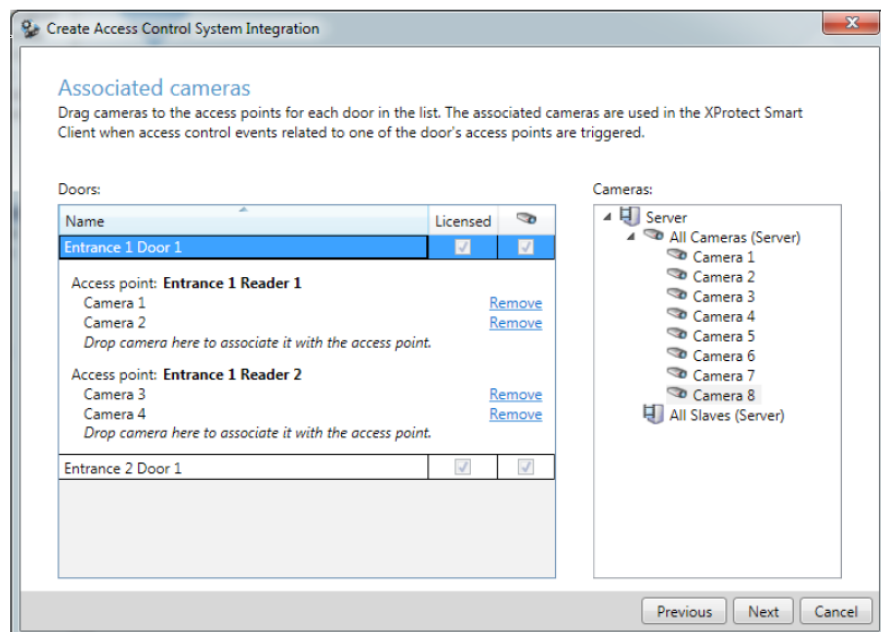 Create Access Control System Integration
Associated cameras
Drag cameras to the access points for each door in the list. The associated cameras are used in the XProtect Smart
Client when access control events related to one of the door's access points are triggered.
Doors:
Name Licensed
Entrance 1 Door 1
Access point: Entrance 1 Reader 1
Camera 1 Remove
Camera 2 Remove
Drop camera here to associate it with the access point.
Access point: Entrance 1 Reader 2
Camera 3 Remove
Camera 4 Remove
Drop camera here to associate it with the access point.
Entrance 2 Door 1
Cameras:
Server
All Cameras (Server)
Camera 1
Camera 2
Camera 3
Camera 4
Camera 5
Camera 6
Camera 7
Camera 8
All Slaves (Server)
Previous Next Cancel